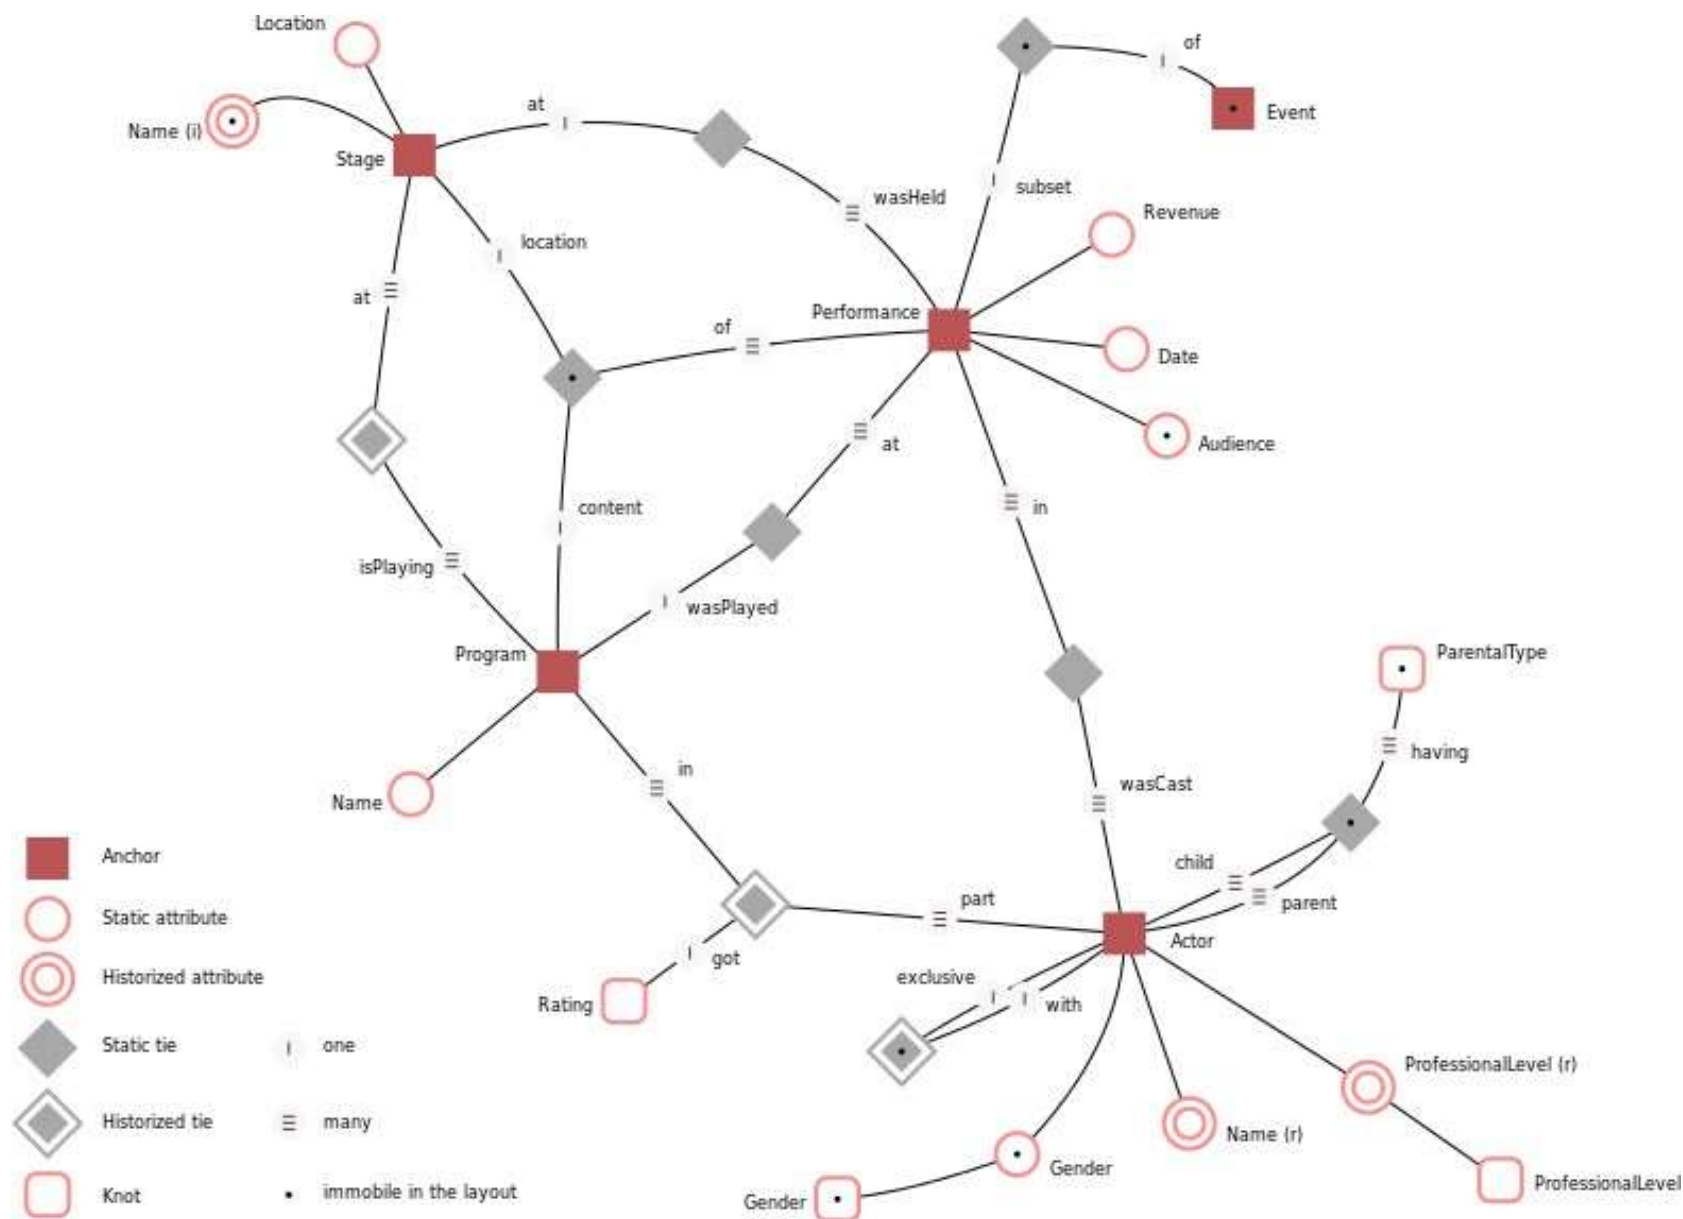 Location
of
at
Name (i)
Event
Stage
subset
wasHeld
Revenue
location
at
Performance
of
Date
at
Audience
content
in
isPlaying
wasPlayed
Program
ParentalType
having
in
wasCast
Name
Anchor
child
part
parent
Static attribute
Actor
got
exclusive
Historized attribute
with
Rating
Static tie
one
ProfessionalLevel (r)
Historized tie
many
Name (r)
Gender
ProfessionalLevel
Knot
immobile in the layout
Gender